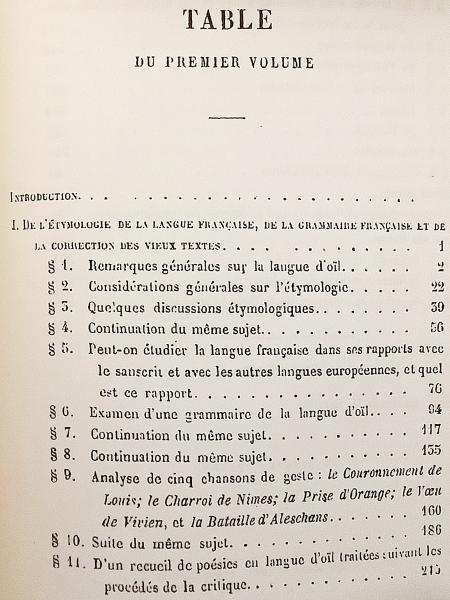 TABLE
DU PREMIER VOLUME
INTRODUCTION. . . . . . . . . . . . . . . . . .
I. DE L'ÉTYMOLOGIE DE LA LANGUE FRANÇAISE, DE LA GRAMMAIRE FRANÇAISE ET DE
LA CORRECTION DES VIEUX TEXTES. . . . . . . . . . . 1
§ 1. Remarques générales sur la langue d'oïl. . . . . . 2
§ 2. Considérations générales sur l'étymologie. . . . . 22
§ 3. Quelques discussions étymologiques. . . . . . . 39
§ 4. Continuation du même sujet. . . . . . . . . . 56
§ 5. Peut-on étudier la langue française dans ses rapports avec
le sanscrit et avec les autres langues européennes, et quel
est ce rapport. . . . . . . . . . . . . . 76
§ 6. Examen d'une grammaire de la langue d'oïl. . . . 94
§ 7. Continuation du même sujet. . . . . . . . . . 117
§ 8. Continuation du même sujet. . . . . . . . . . 135
§ 9. Analyse de cinq chansons de geste : le Couronnement de
Louis; le Charroi de Nimes; la Prise d'Orange; le Vœu
de Vivien, et la Bataille d'Aleschans. . . . . . . 160
§ 10. Suite du même sujet. . . . . . . . . . . . 186
§ 11. D'un recueil de poésies en langue d'oïl traitées suivant les
procédés de la critique. . . . . . . . . . . 215